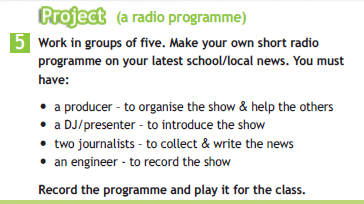 Project (a radio programme)
5 Work in groups of five. Make your own short radio
programme on your latest school/local news. You must
have:
• a producer - to organise the show & help the others
• a DJ/presenter - to introduce the show
• two journalists - to collect & write the news
• an engineer - to record the show
Record the programme and play it for the class.